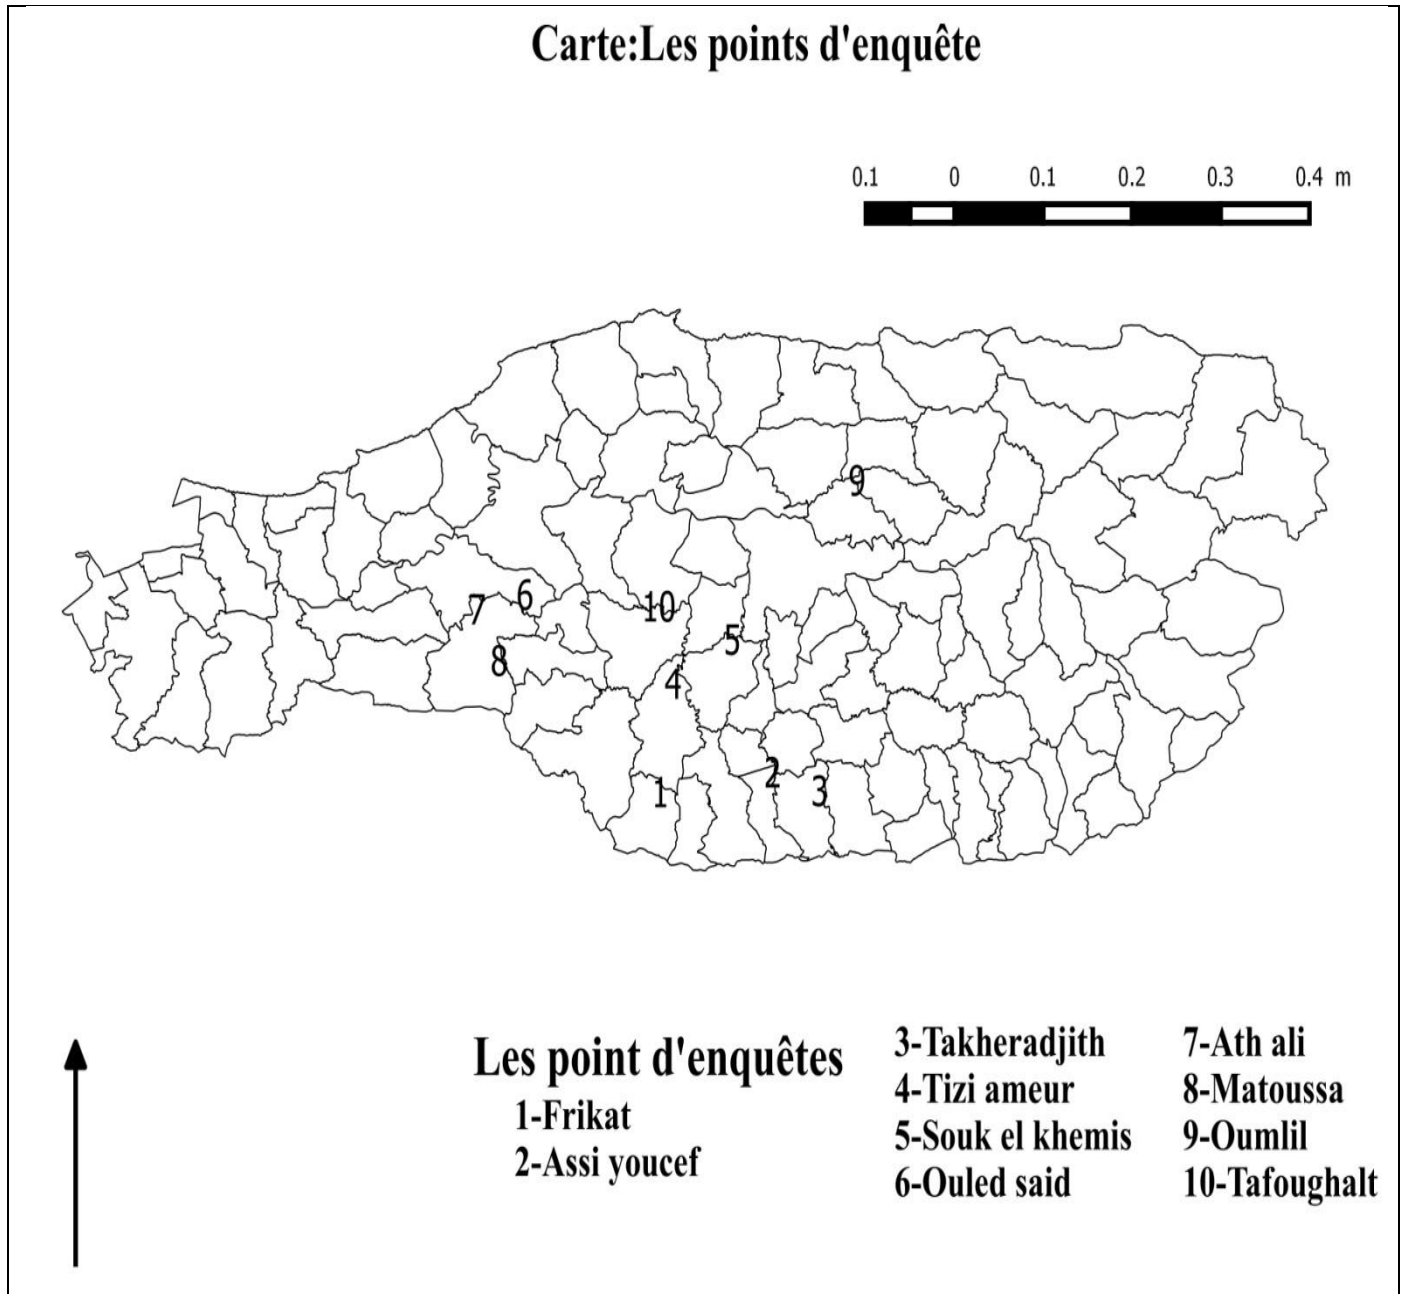 Carte:Les points d'enquête
0.1 0 0.1 0.2 0.3 0.4 m
9
6
10
7
5
8
4
2
1
3
Les point d'enquêtes
1-Frikat
2-Assi youcef
3-Takheradjith
4-Tizi ameur
5-Souk el khemis
6-Ouled said
7-Ath ali
8-Matoussa
9-Oumlil
10-Tafoughalt